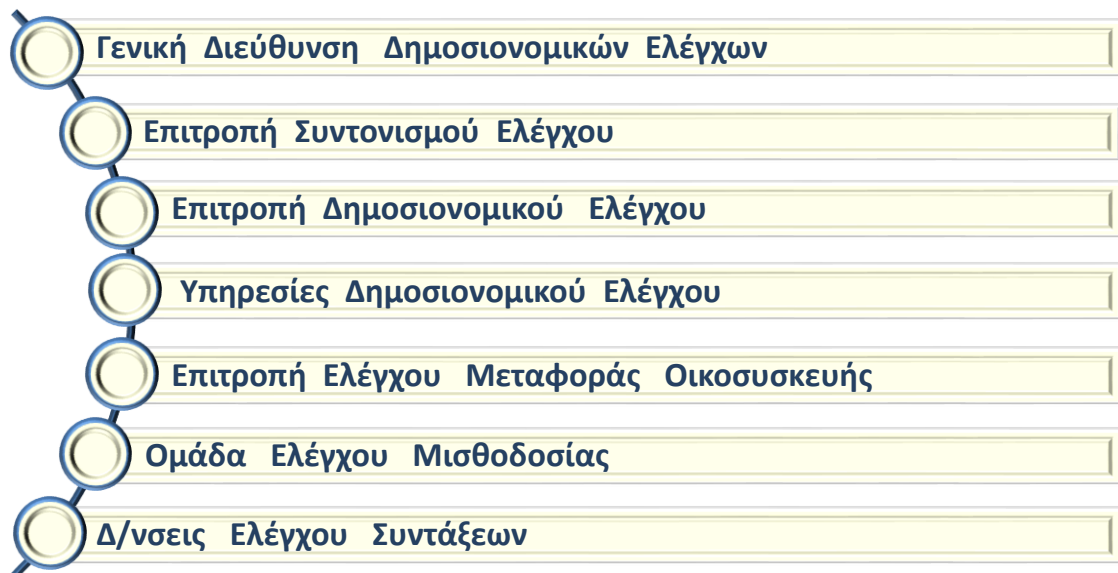 Γενική Διεύθυνση Δημοσιονομικών Ελέγχων
Επιτροπή Συντονισμού Ελέγχου
Επιτροπή Δημοσιονομικού Ελέγχου
Υπηρεσίες Δημοσιονομικού Ελέγχου
Επιτροπή Ελέγχου Μεταφοράς Οικοσυσκευής
Ομάδα Ελέγχου Μισθοδοσίας
Δ/νσεις Ελέγχου Συντάξεων